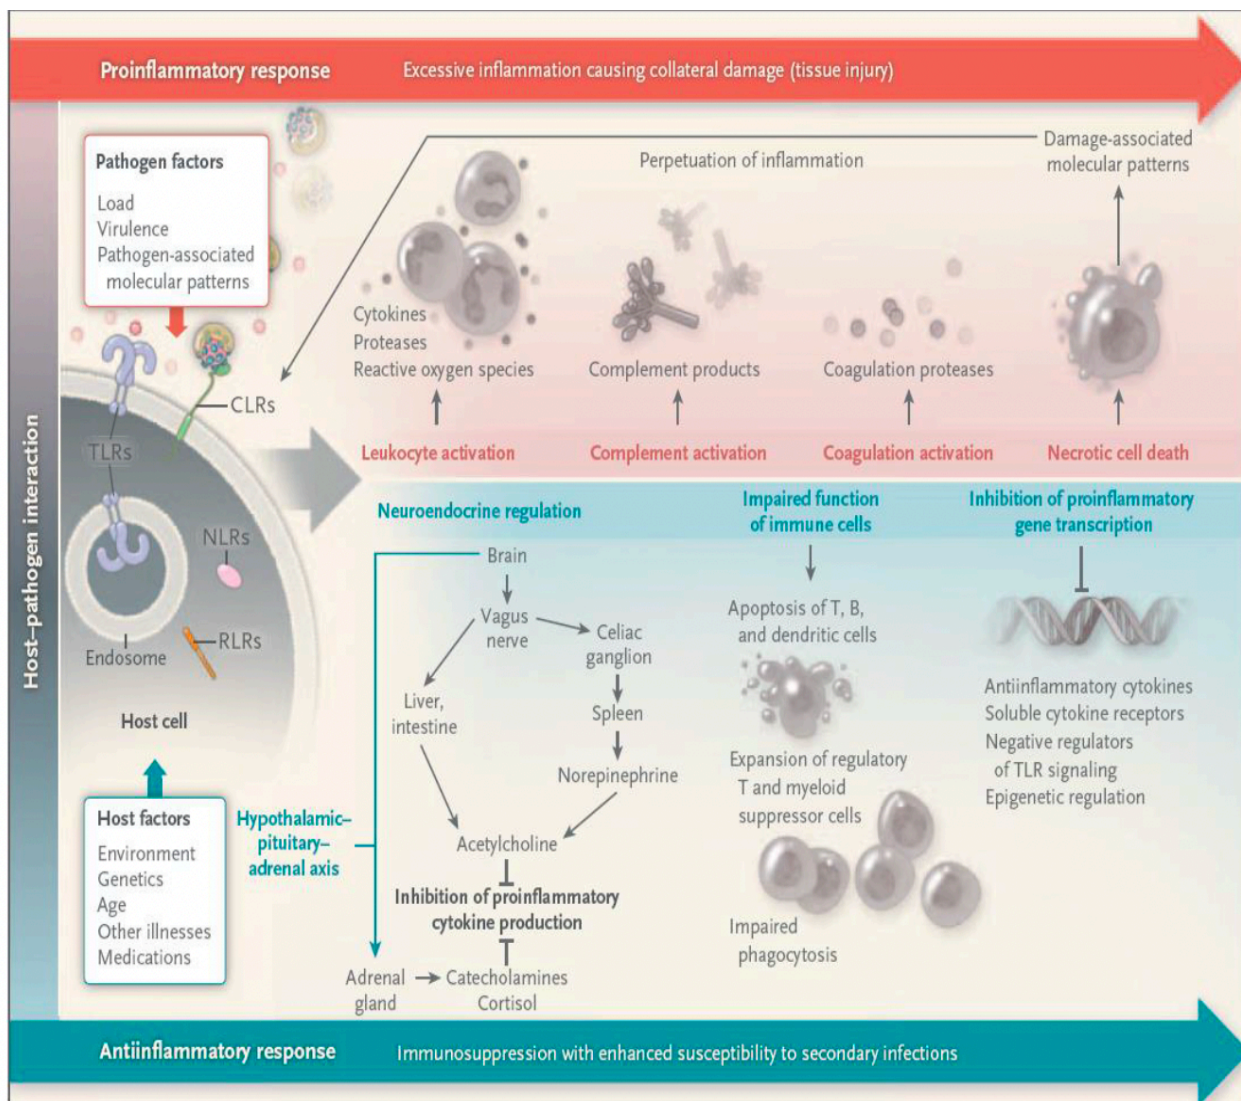 Proinflammatory response
Excessive inflammation causing collateral damage (tissue injury)
Host–pathogen interaction
Pathogen factors
Load
Virulence
Pathogen-associated
molecular patterns
TLRs
CLRs
NLRs
RLRs
Endosome
Host cell
Host factors
Environment
Genetics
Age
Other illnesses
Medications
Perpetuation of inflammation
Damage-associated
molecular patterns
Cytokines
Proteases
Reactive oxygen species
Complement products
Coagulation proteases
Leukocyte activation
Complement activation
Coagulation activation
Necrotic cell death
Neuroendocrine regulation
Brain
Vagus
nerve
Celiac
ganglion
Liver,
intestine
Spleen
Norepinephrine
Hypothalamic–
pituitary–
adrenal axis
Acetylcholine
Inhibition of proinflammatory
cytokine production
Adrenal
gland
Catecholamines
Cortisol
Impaired function
of immune cells
Apoptosis of T, B,
and dendritic cells
Expansion of regulatory
T and myeloid
suppressor cells
Impaired
phagocytosis
Inhibition of proinflammatory
gene transcription
Antiinflammatory cytokines
Soluble cytokine receptors
Negative regulators
of TLR signaling
Epigenetic regulation
Antiinflammatory response
Immunosuppression with enhanced susceptibility to secondary infections